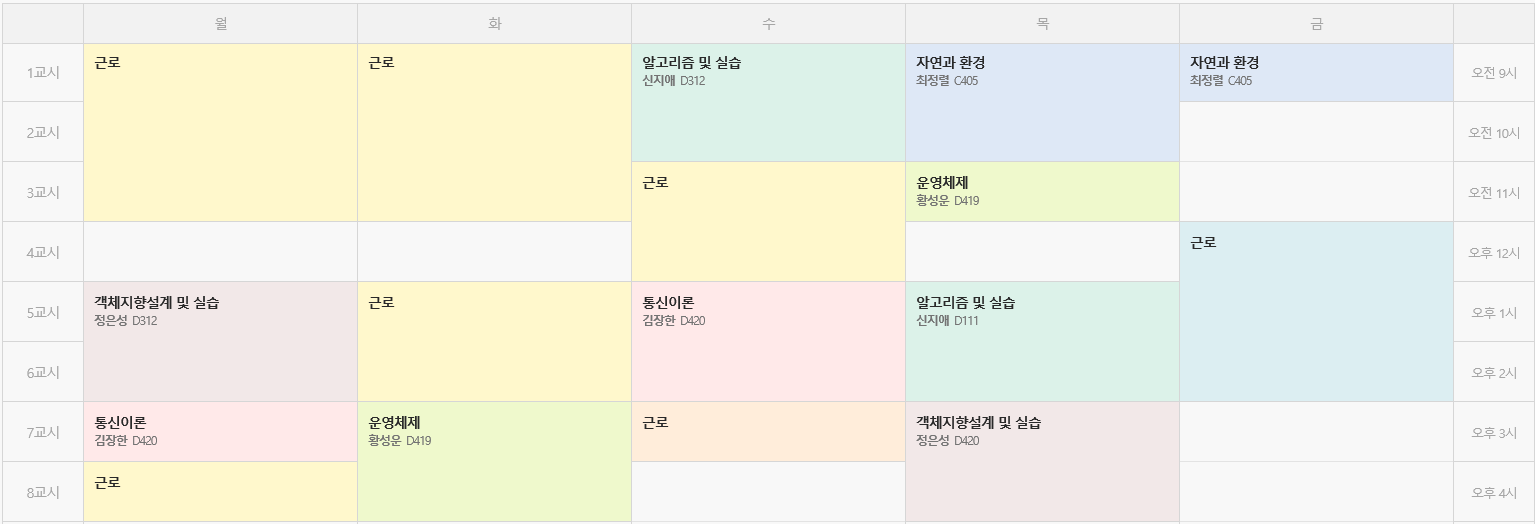 월 화 수 목 금
1교시 근로 근로 알고리즘 및 실습 자연과 환경 자연과 환경 오전 9시
신지애 D312 최정렬 C405 최정렬 C405
2교시 오전 10시
3교시 근로 운영체제 오전 11시
황성운 D419
4교시 근로 오후 12시
5교시 객체지향설계 및 실습 근로 통신이론 알고리즘 및 실습 오후 1시
정은성 D312 김장한 D420 신지애 D111
6교시 오후 2시
7교시 통신이론 운영체제 근로 객체지향설계 및 실습 오후 3시
김장한 D420 황성운 D419 정은성 D420
8교시 근로 오후 4시